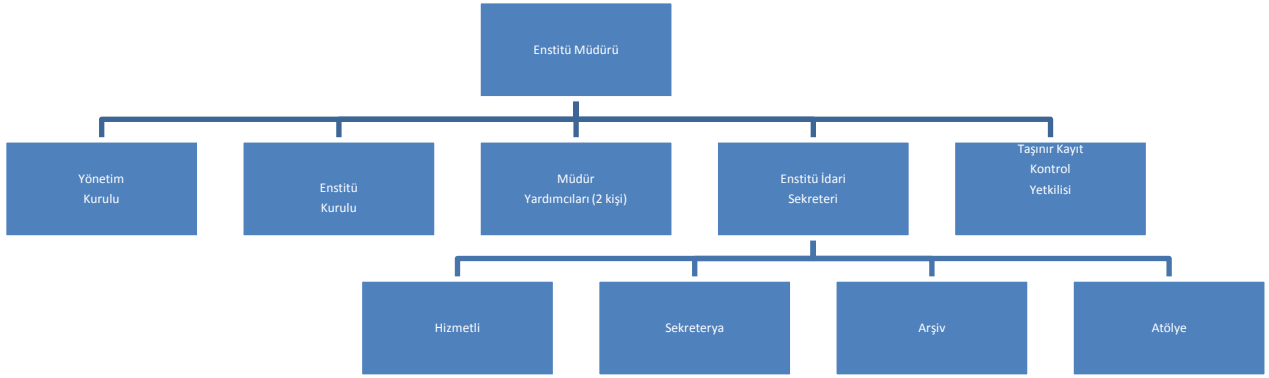 Enstitü Müdürü
Yönetim
Kurulu
Enstitü
Kurulu
Müdür
Yardımcıları (2 kişi)
Enstitü İdari
Sekreteri
Taşınır Kayıt
Kontrol
Yetkilisi
Hizmetli
Sekreterya
Arşiv
Atölye